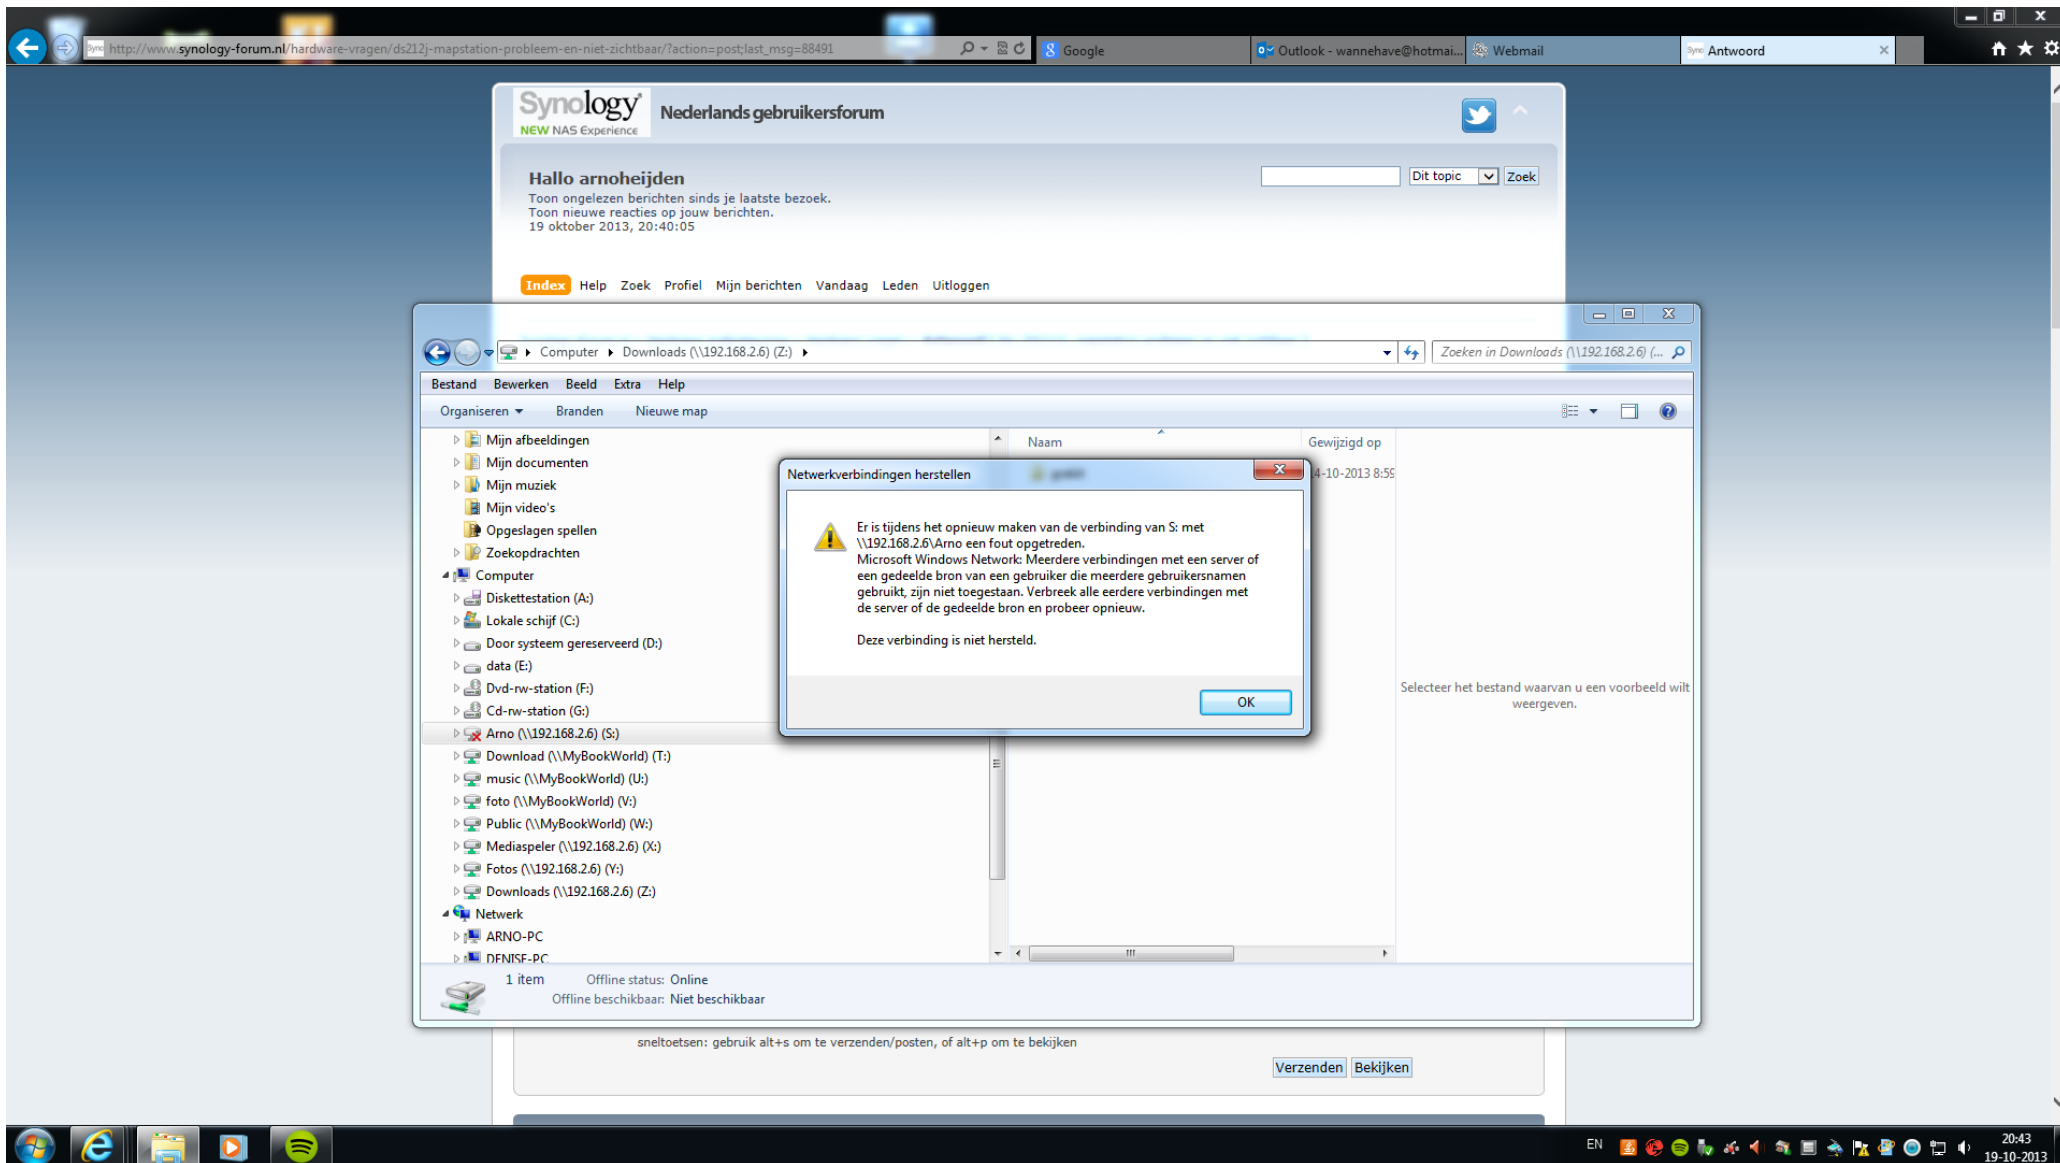 http://www.synology-forum.nl/hardware-vragen/ds212j-mapstation-probleem-en-niet-zichtbaar/?action=post;last_msg=88491
Google
Outlook - wannehave@hotmai...
Webmail
Antwoord
Synology
NEW NAS Experience
Nederlands gebruikersforum
Hallo arnoheijden
Toon ongelezen berichten sinds je laatste bezoek.
Toon nieuwe reacties op jouw berichten.
19 oktober 2013, 20:40:05
Dit topic
Zoek
Index Help Zoek Profiel Mijn berichten Vandaag Leden Uitloggen
Computer Downloads (\\192.168.2.6) (Z:)
Zoeken in Downloads (\\192.168.2.6) (...
Bestand Bewerken Beeld Extra Help
Organiseren Branden Nieuwe map
Mijn afbeeldingen
Mijn documenten
Mijn muziek
Mijn video's
Opgeslagen spellen
Zoekopdrachten
Computer
Diskettestation (A:)
Lokale schijf (C:)
Door systeem gereserveerd (D:)
data (E:)
Dvd-rw-station (F:)
Cd-rw-station (G:)
Arno (\\192.168.2.6) (S:)
Download (\\MyBookWorld) (T:)
music (\\MyBookWorld) (U:)
foto (\\MyBookWorld) (V:)
Public (\\MyBookWorld) (W:)
Mediaspeler (\\192.168.2.6) (X:)
Fotos (\\192.168.2.6) (Y:)
Downloads (\\192.168.2.6) (Z:)
Netwerk
ARNO-PC
DENISE-PC
Naam
Gewijzigd op
4-10-2013 8:59
Netwerkverbindingen herstellen
Er is tijdens het opnieuw maken van de verbinding van S: met
\\192.168.2.6\Arno een fout opgetreden.
Microsoft Windows Network: Meerdere verbindingen met een server of
een gedeelde bron van een gebruiker die meerdere gebruikersnamen
gebruikt, zijn niet toegestaan. Verbreek alle eerdere verbindingen met
de server of de gedeelde bron en probeer opnieuw.
Deze verbinding is niet hersteld.
OK
Selecteer het bestand waarvan u een voorbeeld wilt
weergeven.
1 item
Offline status: Online
Offline beschikbaar: Niet beschikbaar
sneltoetsen: gebruik alt+s om te verzenden/posten, of alt+p om te bekijken
Verzenden Bekijken
EN
20:43
19-10-2013